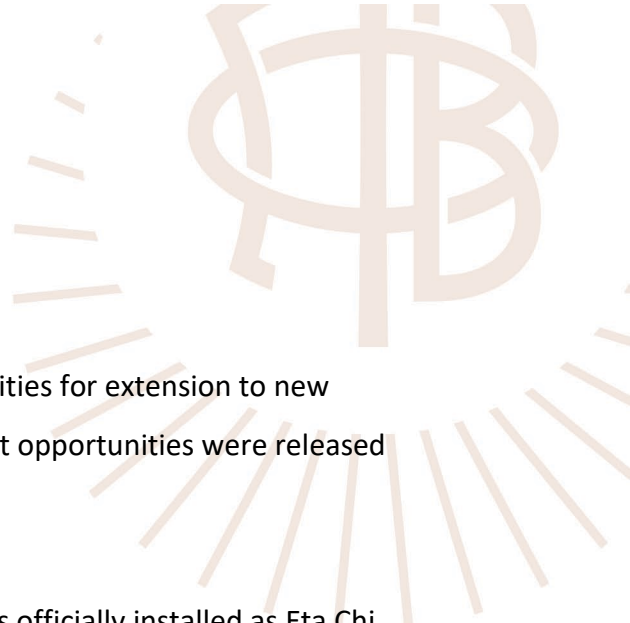 ities for extension to new
t opportunities were released
s officially installed as Eta Chi